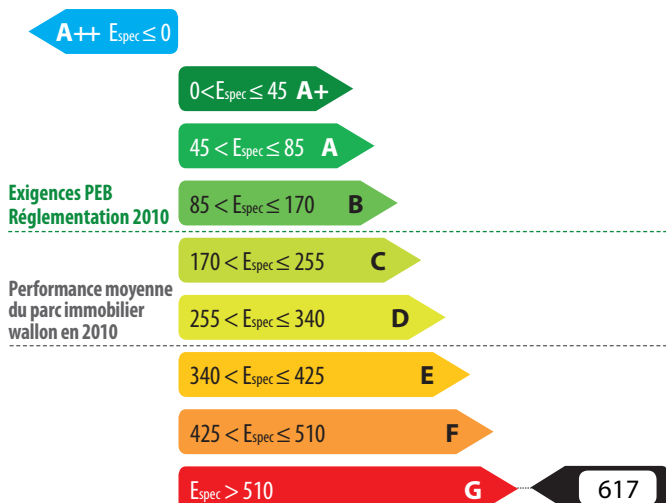 A++ Espec ≤ 0
0<Espec ≤ 45 A+
45 < Espec ≤ 85 A
Exigences PEB
Réglementation 2010
85 < Espec ≤ 170 B
170 < Espec ≤ 255 C
Performance moyenne
du parc immobilier
wallon en 2010
255 < Espec ≤ 340 D
340 < Espec ≤ 425 E
425 < Espec ≤ 510 F
Espec > 510 G 617